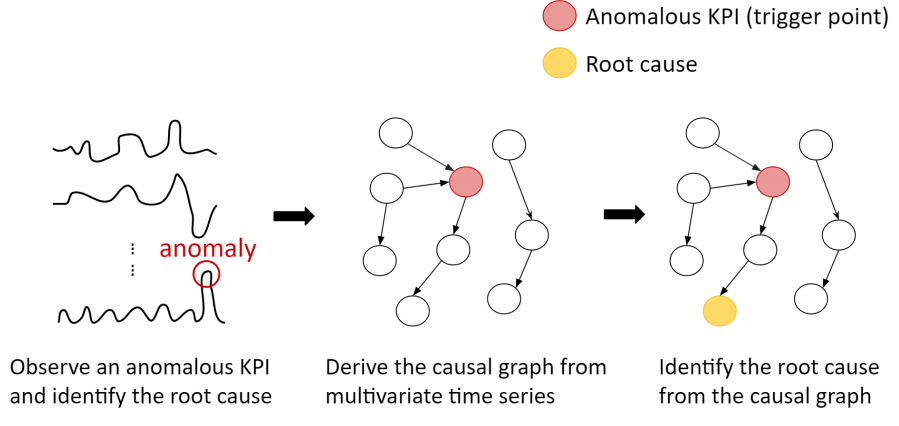 Anomalous KPI (trigger point)
Root cause
anomaly
Observe an anomalous KPI
and identify the root cause
Derive the causal graph from
multivariate time series
Identify the root cause
from the causal graph